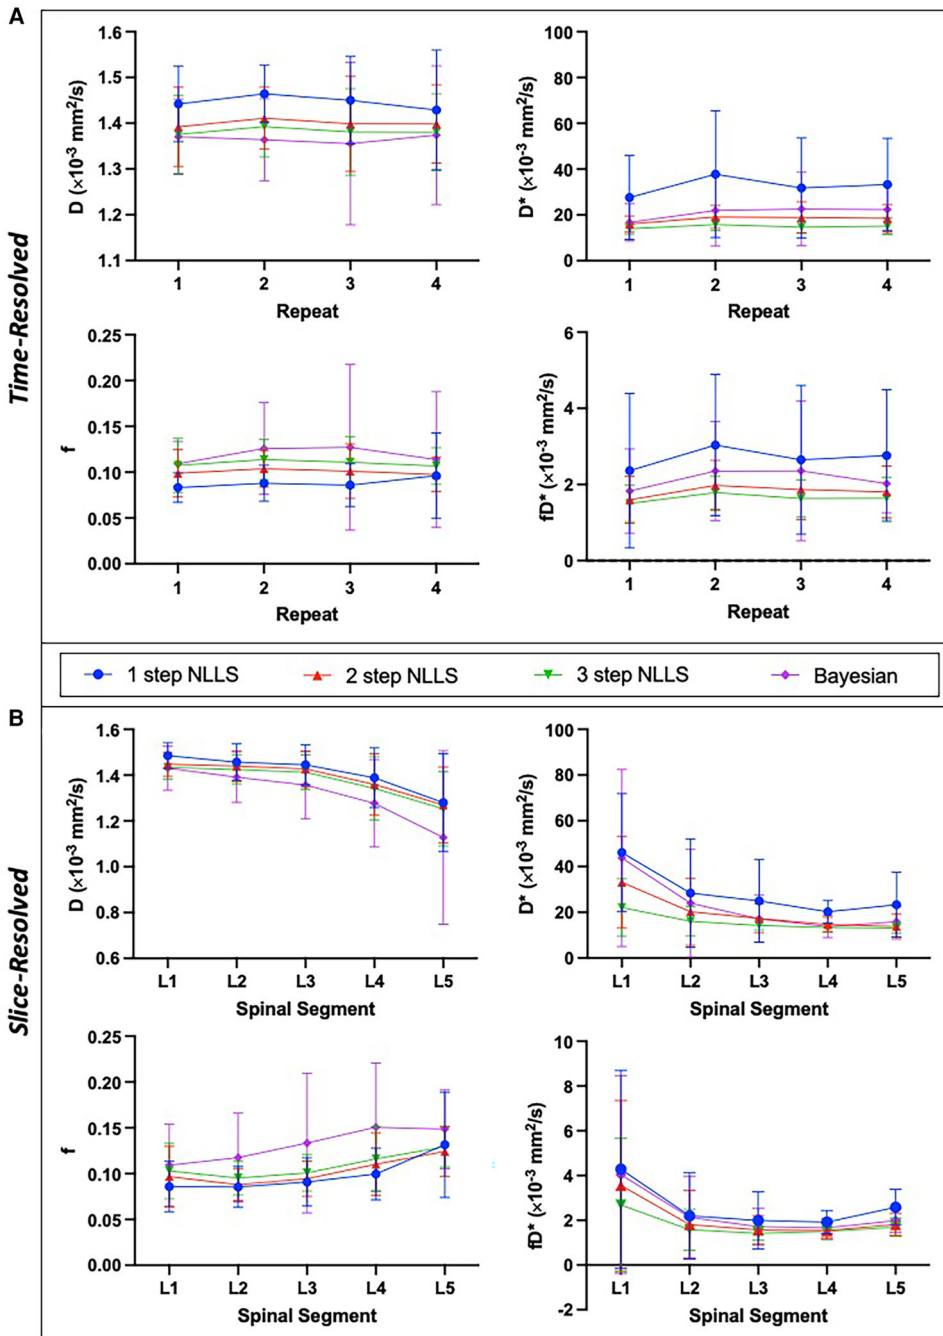 A
Time-Resolved
D (×10⁻³ mm²/s)
1.6
1.5
1.4
1.3
1.2
1.1
1
2
3
4
Repeat
D* (×10⁻³ mm²/s)
100
80
60
40
20
0
1
2
3
4
Repeat
f
0.25
0.20
0.15
0.10
0.05
0.00
1
2
3
4
Repeat
fD* (×10⁻³ mm²/s)
6
4
2
0
1
2
3
4
Repeat
1 step NLLS
2 step NLLS
3 step NLLS
Bayesian
B
Slice-Resolved
D (×10⁻³ mm²/s)
1.6
1.4
1.2
1.0
0.8
0.6
L1
L2
L3
L4
L5
Spinal Segment
D* (×10⁻³ mm²/s)
100
80
60
40
20
0
L1
L2
L3
L4
L5
Spinal Segment
f
0.25
0.20
0.15
0.10
0.05
0.00
L1
L2
L3
L4
L5
Spinal Segment
fD* (×10⁻³ mm²/s)
10
8
6
4
2
0
-2
L1
L2
L3
L4
L5
Spinal Segment